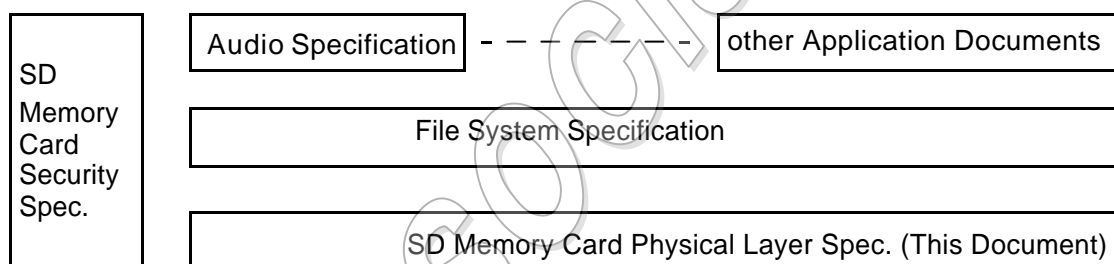 SD
Memory
Card
Security
Spec.
Audio Specification
other Application Documents
File System Specification
SD Memory Card Physical Layer Spec. (This Document)